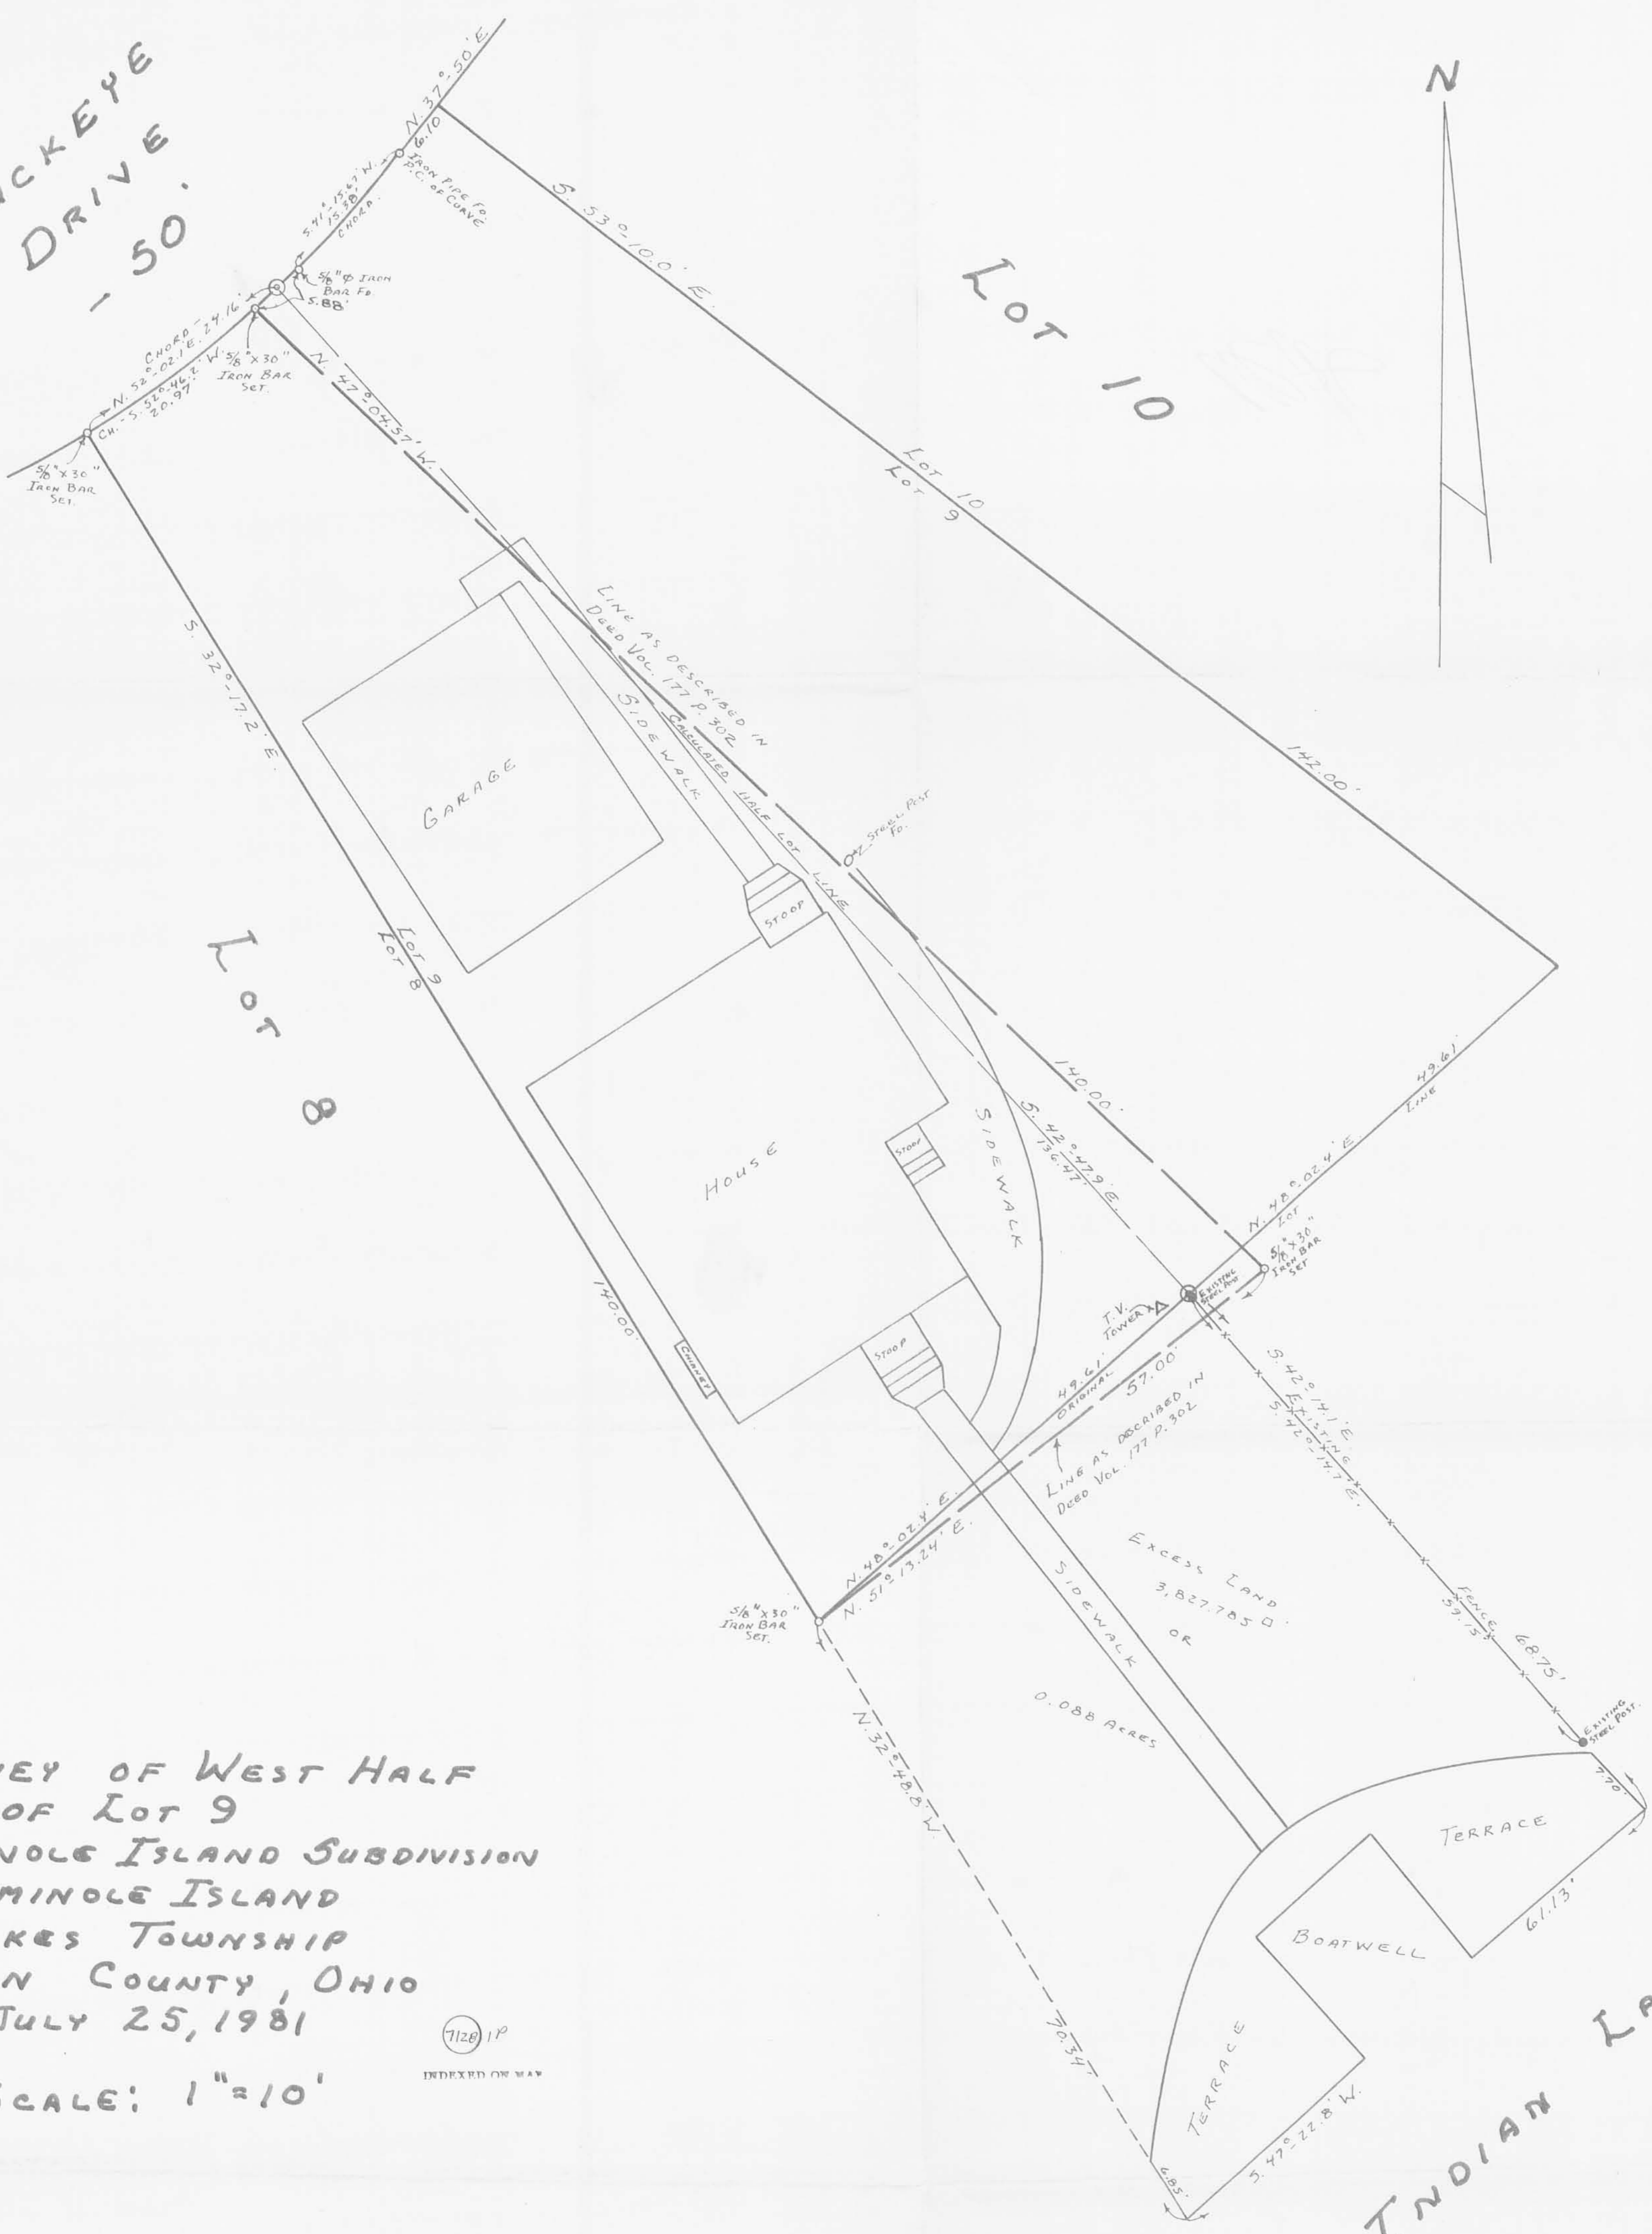 CKEYE
DRIVE
- 50'
N
N. 37°-50' E
6.10
IRON PIPE FO.
P.C. OF CURVE
S. 41°-15.67' W.
15.38'
CHORD.
5/8" Φ IRON
BAR FO.
5.88'
CHORD-
N. 52°-02.1' E. 24.16'
CH.-S. 52°-46.2' W.
20.97
5/8" X 30"
IRON BAR
SET.
5/8" X 30"
IRON BAR
SET.
S. 53°-10.0' E.
LOT 10
LOT 10
LOT 9
142.00'
N. 47°-04.57' W.
LINE AS DESCRIBED IN
DEED VOL. 177 P. 302
CALCULATED HALF LOT LINE
SIDEWALK
S. 32°-17.2' E.
GARAGE
STEEL POST
FO.
STOOP
LOT 9
LOT 8
LOT 8
140.00'
S. 42°-47.9' E.
136.47'
HOUSE
STOOP
SIDEWALK
49.61'
N. 48°-02.4' E.
LOT LINE
5/8" X 30"
IRON BAR
SET
EXISTING
STEEL POST
T.V.
TOWER
140.00'
CHIMNEY
STOOP
49.61'
ORIGINAL
57.00'
LINE AS DESCRIBED IN
DEED VOL. 177 P. 302
S. 42°-14.1' E.
EXISTING
S. 42°-14.7' E.
N. 48°-02.4' E.
N. 51°-13.24' E.
5/8" X 30"
IRON BAR
SET.
EXCESS LAND
3,827.785 □'
OR
0.088 ACRES
SIDEWALK
FENCE
59.15'
68.75'
EXISTING
STEEL POST.
7.70'
N. 32°-48.8' W.
TERRACE
61.13'
BOATWELL
70.34'
TERRACE
6.85'
S. 47°-22.8' W.
INDIAN LA
EY OF WEST HALF
OF LOT 9
NOLE ISLAND SUBDIVISION
MINOLE ISLAND
KES TOWNSHIP
N COUNTY, OHIO
JULY 25, 1981
CALE: 1"=10'
7128 1P
INDEXED ON MAP